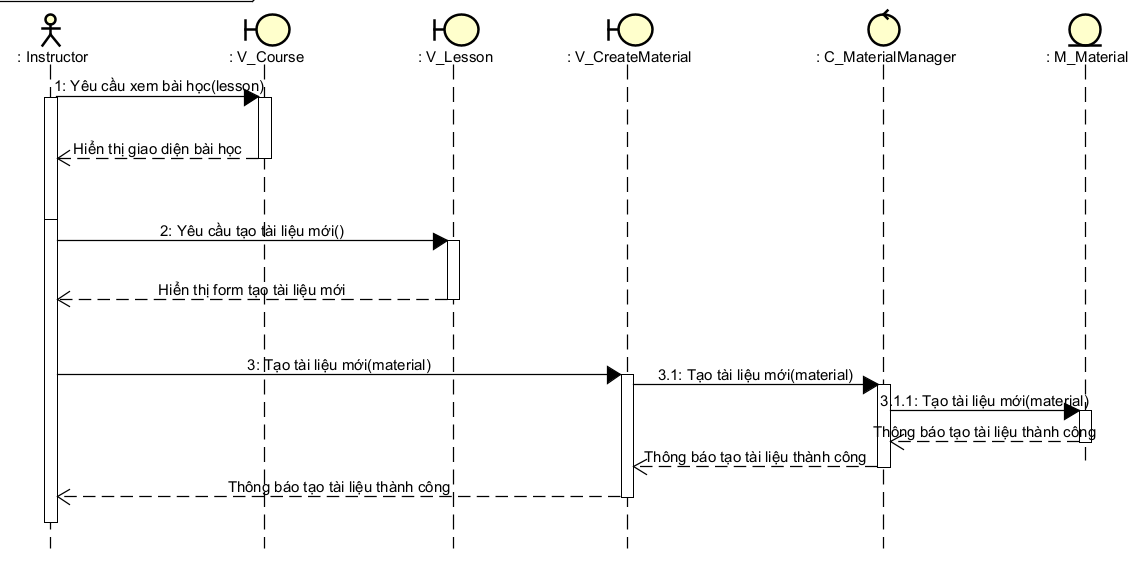 : Instructor
: V_Course
: V_Lesson
: V_CreateMaterial
: C_MaterialManager
: M_Material
1: Yêu cầu xem bài học(lesson)
Hiển thị giao diện bài học
2: Yêu cầu tạo tài liệu mới()
Hiển thị form tạo tài liệu mới
3: Tạo tài liệu mới(material)
3.1: Tạo tài liệu mới(material)
3.1.1: Tạo tài liệu mới(material)
Thông báo tạo tài liệu thành công
Thông báo tạo tài liệu thành công
Thông báo tạo tài liệu thành công